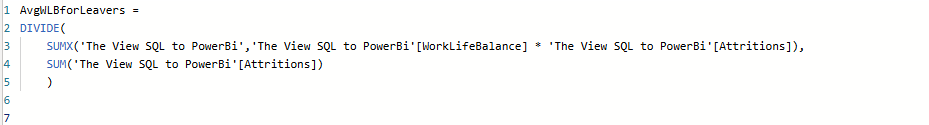 1 AvgWLBforLeavers =
2 DIVIDE(
3     SUMX('The View SQL to PowerBi','The View SQL to PowerBi'[WorkLifeBalance] * 'The View SQL to PowerBi'[Attritions]),
4     SUM('The View SQL to PowerBi'[Attritions])
5     )
6
7